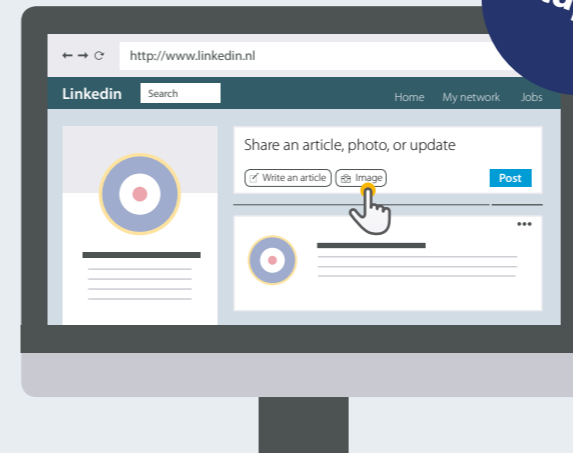 http://www.linkedin.nl
Linkedin Search Home My network Jobs
Share an article, photo, or update
Write an article Image Post